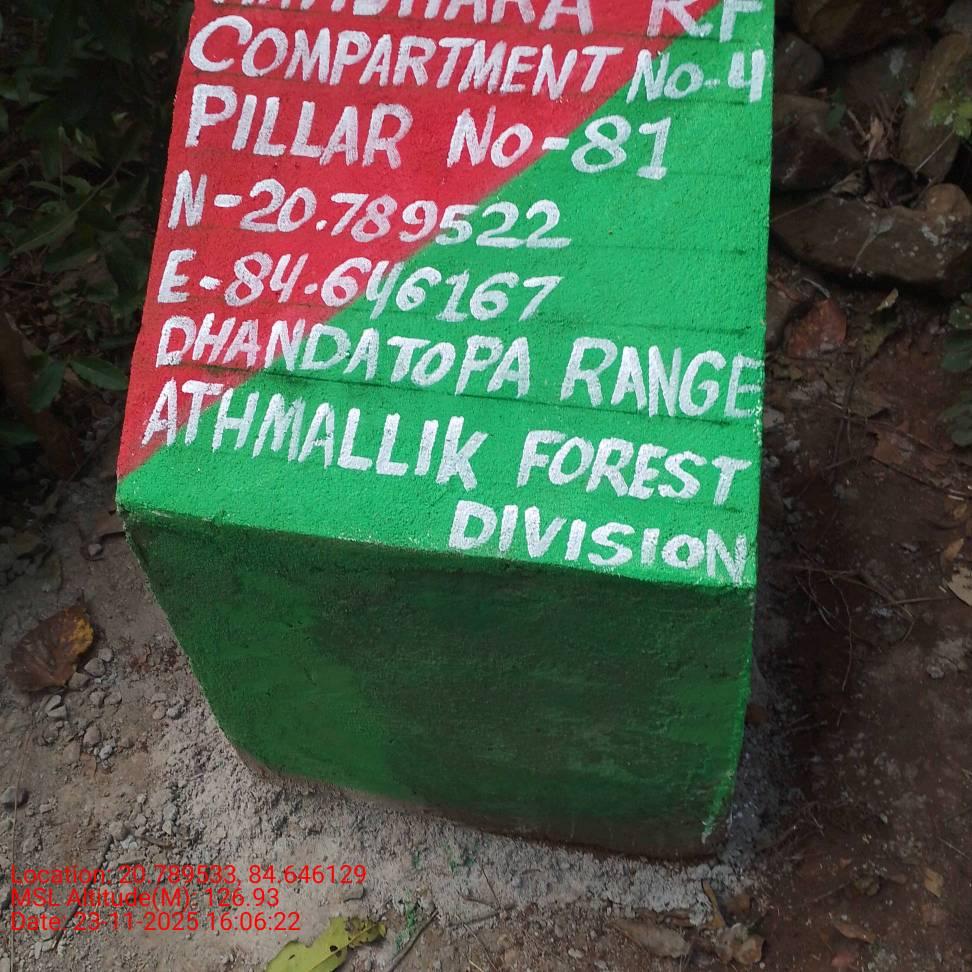 RF
COMPARTMENT No-4
PILLAR No-81
N-20.789522
E-84.646167
DHANDATOPA RANGE
ATHMALLIK FOREST
DIVISION
Location: 20.789533, 84.646129
MSL Altitude(M): 126.93
Date: 23-11-2025 16:06:22